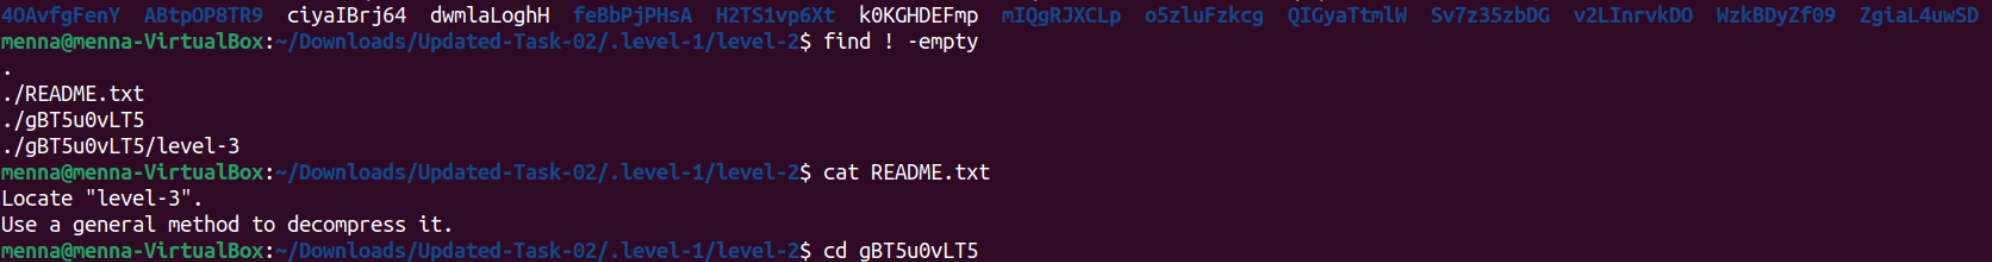 4OAvfgFenY ABtpOP8TR9 ciyaIBrj64 dwmlaLoghH feBbPjPHsA H2TS1vp6Xt k0KGHDEFmp mIQgRJXCLp o5zluFzkcg QIGyaTtmlW Sv7z35zbDG v2LInrvkDO WzkBDyZf09 ZgiaL4uwSD
menna@menna-VirtualBox:~/Downloads/Updated-Task-02/.level-1/level-2$ find ! -empty
.
./README.txt
./gBT5u0vLT5
./gBT5u0vLT5/level-3
menna@menna-VirtualBox:~/Downloads/Updated-Task-02/.level-1/level-2$ cat README.txt
Locate "level-3".
Use a general method to decompress it.
menna@menna-VirtualBox:~/Downloads/Updated-Task-02/.level-1/level-2$ cd gBT5u0vLT5